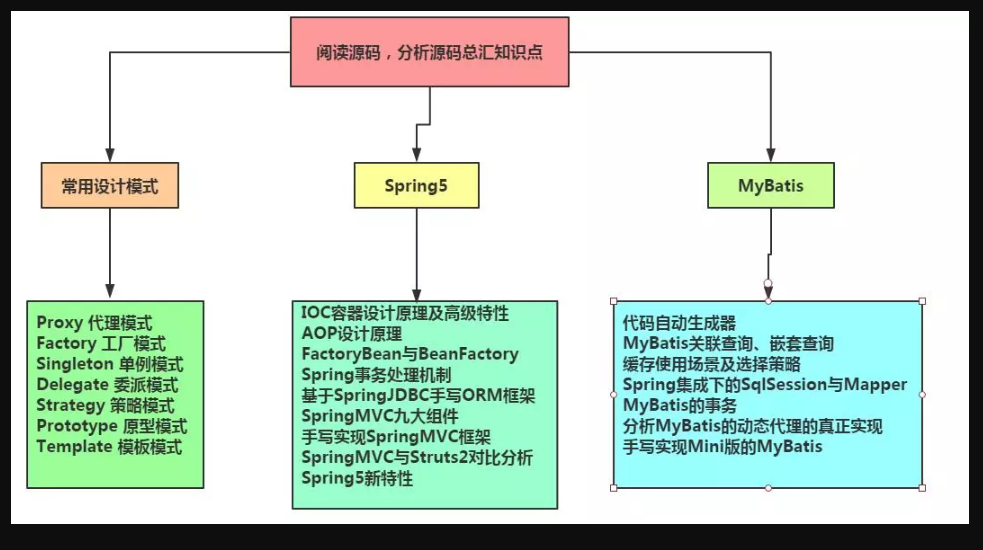 阅读源码，分析源码总汇知识点
常用设计模式
Spring5
MyBatis
Proxy 代理模式
Factory 工厂模式
Singleton 单例模式
Delegate 委派模式
Strategy 策略模式
Prototype 原型模式
Template 模板模式
IOC容器设计原理及高级特性
AOP设计原理
FactoryBean与BeanFactory
Spring事务处理机制
基于SpringJDBC手写ORM框架
SpringMVC九大组件
手写实现SpringMVC框架
SpringMVC与Struts2对比分析
Spring5新特性
代码自动生成器
MyBatis关联查询、嵌套查询
缓存使用场景及选择策略
Spring集成下的SqlSession与Mapper
MyBatis的事务
分析MyBatis的动态代理的真正实现
手写实现Mini版的MyBatis